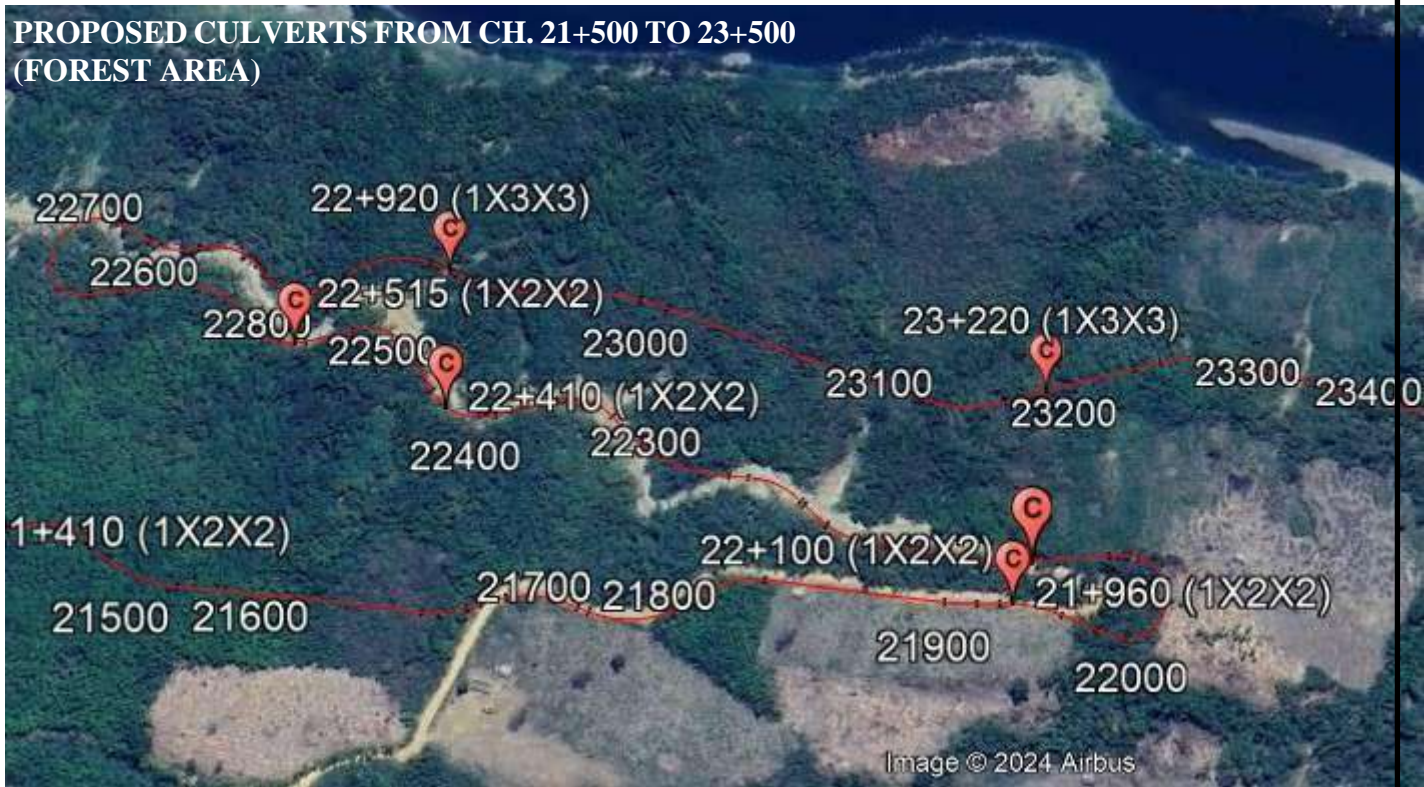 PROPOSED CULVERTS FROM CH. 21+500 TO 23+500
(FOREST AREA)
22700
22+920 (1X3X3)
C
22600
C
22+515 (1X2X2)
22800
22500
23000
23+220 (1X3X3)
C
C
22+410 (1X2X2)
23100
23200
23300
23400
22400
22300
C
1+410 (1X2X2)
22+100 (1X2X2)
C
21+960 (1X2X2)
21500
21600
21700
21800
21900
22000
Image © 2024 Airbus